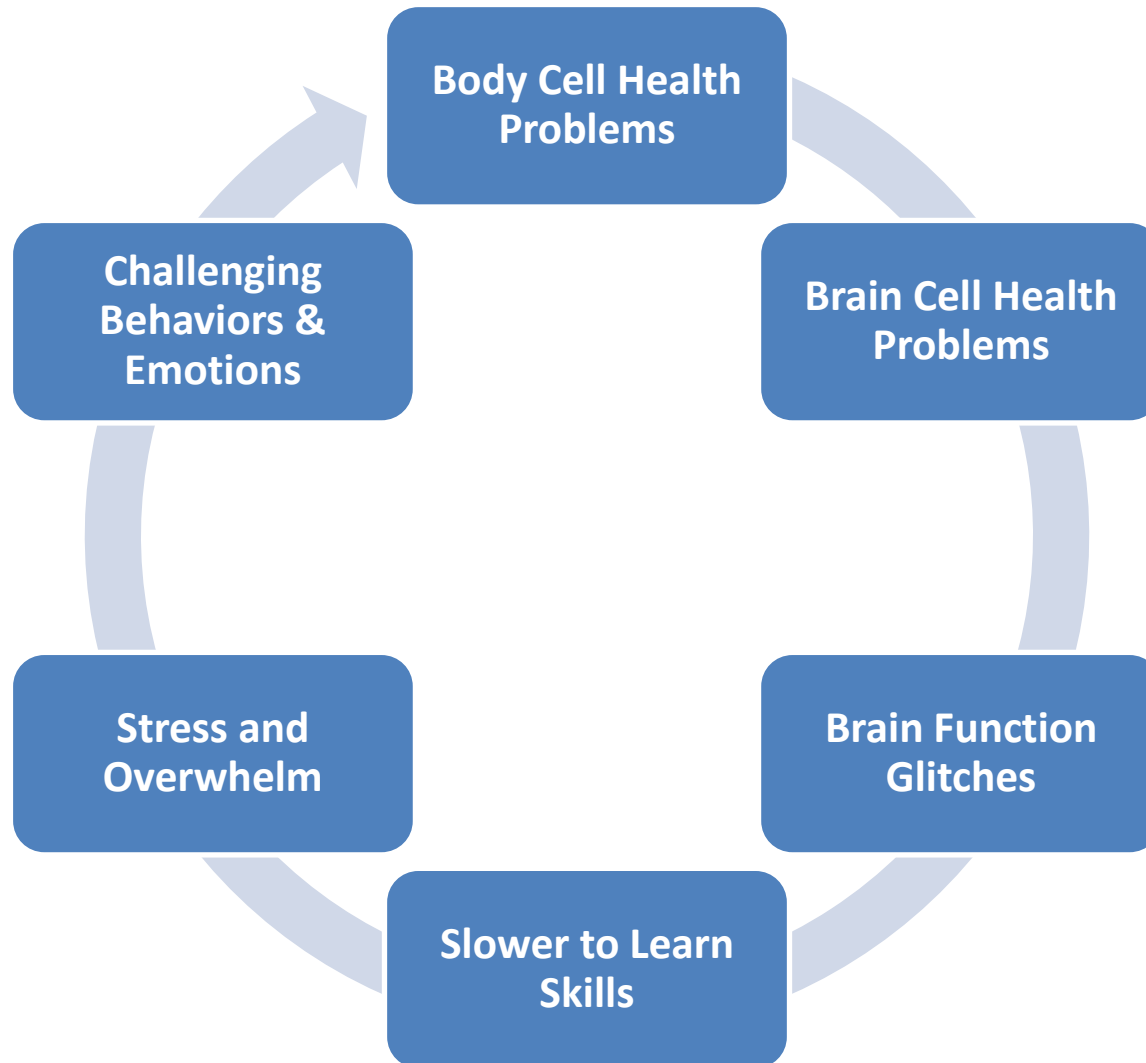 Body Cell Health
Problems
Brain Cell Health
Problems
Brain Function
Glitches
Slower to Learn
Skills
Stress and
Overwhelm
Challenging
Behaviors &
Emotions